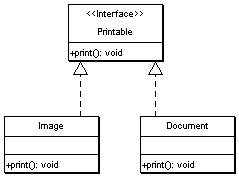 <<Interface>>
Printable
+print(): void
Image
+print(): void
Document
+print(): void